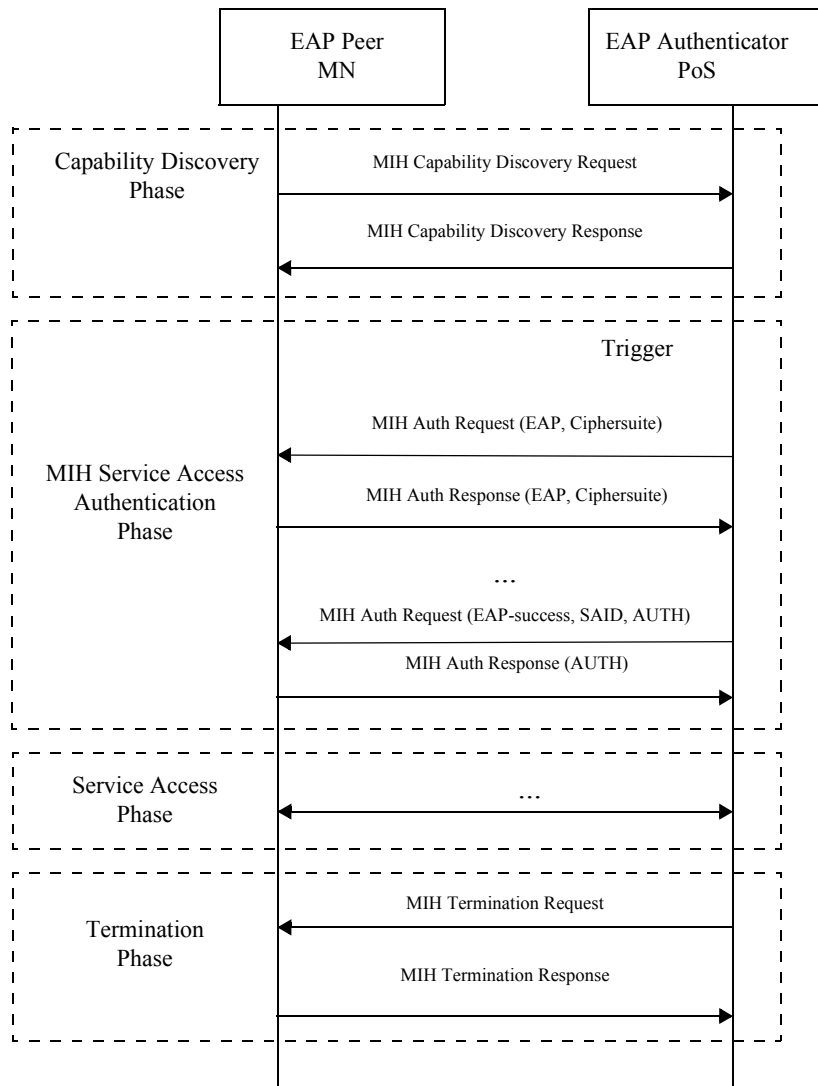 EAP Peer
MN
EAP Authenticator
PoS
Capability Discovery
Phase
MIH Capability Discovery Request
MIH Capability Discovery Response
Trigger
MIH Service Access
Authentication
Phase
MIH Auth Request (EAP, Ciphersuite)
MIH Auth Response (EAP, Ciphersuite)
...
MIH Auth Request (EAP-success, SAID, AUTH)
MIH Auth Response (AUTH)
Service Access
Phase
...
Termination
Phase
MIH Termination Request
MIH Termination Response